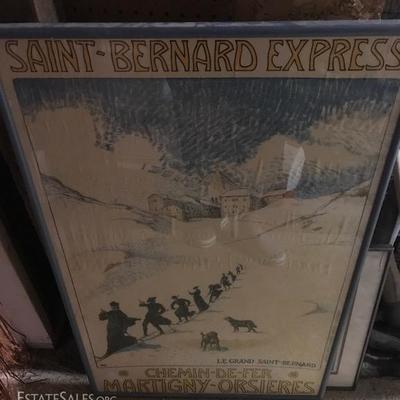 SAINT-BERNARD EXPRESS
LE GRAND SAINT-BERNARD
CHEMIN-DE-FER
MARTIGNY-ORSIERES
ESTATESALES.ORG